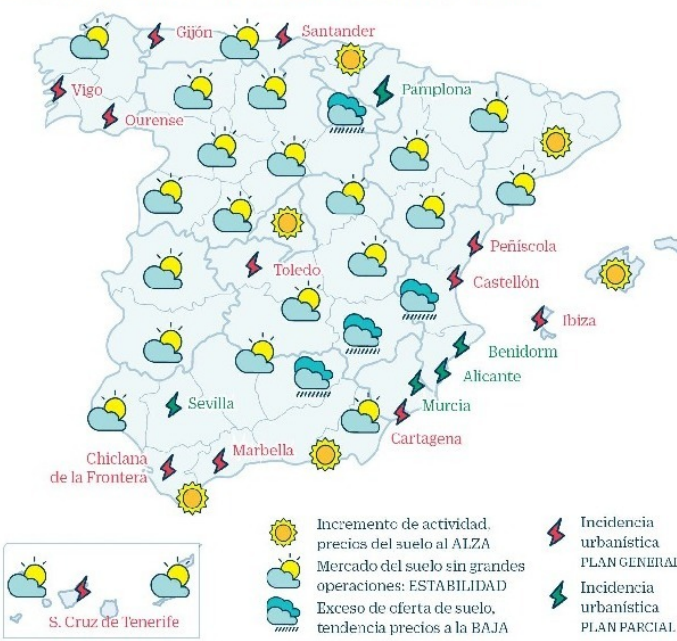 Gijón
Santander
Vigo
Pamplona
Ourense
Peñíscola
Toledo
Castellón
Ibiza
Benidorm
Alicante
Sevilla
Murcia
Cartagena
Marbella
Chiclana
de la Frontera
S. Cruz de Tenerife
Incremento de actividad,
precios del suelo al ALZA
Mercado del suelo sin grandes
operaciones: ESTABILIDAD
Exceso de oferta de suelo,
tendencia precios a la BAJA
Incidencia
urbanística
PLAN GENERAL
Incidencia
urbanística
PLAN PARCIAL